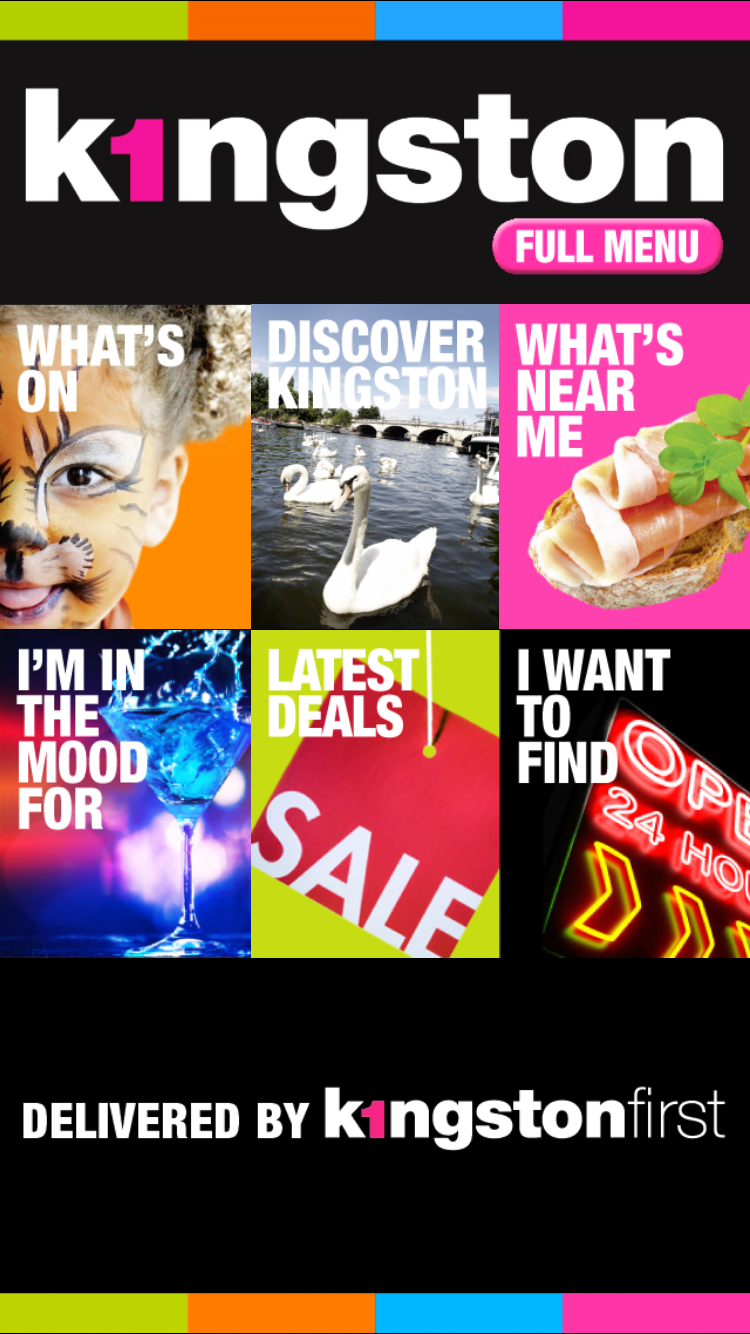 k1ngston
FULL MENU
WHAT'S
ON
DISCOVER
KINGSTON
WHAT'S
NEAR
ME
I'M IN
THE
MOOD
FOR
LATEST
DEALS
SALE
I WANT
TO
FIND
OPE
24 HOU
DELIVERED BY k1ngstonfirst